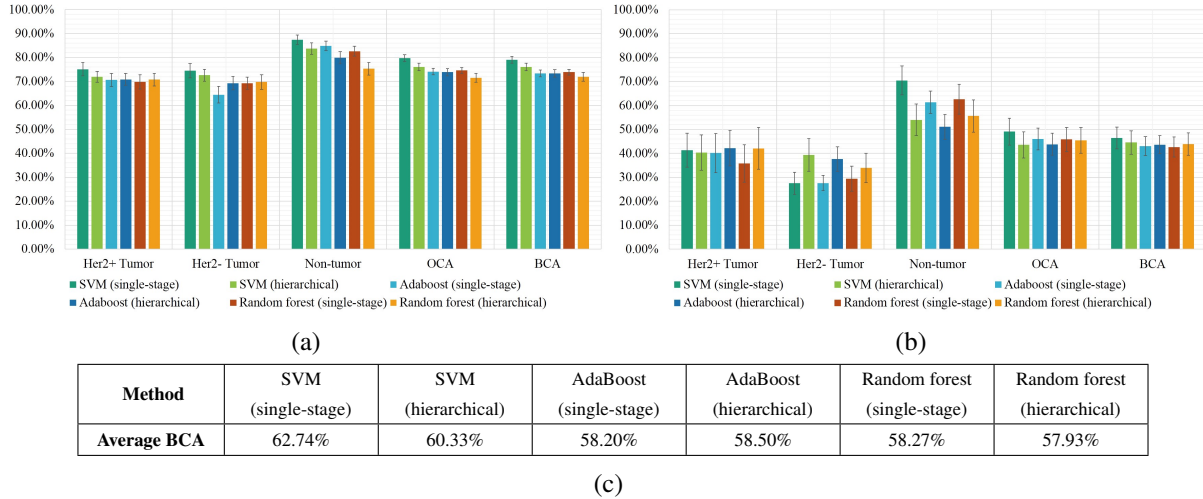 100.00%
90.00%
80.00%
70.00%
60.00%
50.00%
40.00%
30.00%
20.00%
10.00%
0.00%
Her2+ Tumor Her2- Tumor Non-tumor OCA BCA
SVM (single-stage) SVM (hierarchical) Adaboost (single-stage)
Adaboost (hierarchical) Random forest (single-stage) Random forest (hierarchical)
(a)
100.00%
90.00%
80.00%
70.00%
60.00%
50.00%
40.00%
30.00%
20.00%
10.00%
0.00%
Her2+ Tumor Her2- Tumor Non-tumor OCA BCA
SVM (single-stage) SVM (hierarchical) Adaboost (single-stage)
Adaboost (hierarchical) Random forest (single-stage) Random forest (hierarchical)
(b)
Method SVM (single-stage) SVM (hierarchical) AdaBoost (single-stage) AdaBoost (hierarchical) Random forest (single-stage) Random forest (hierarchical)
Average BCA 62.74% 60.33% 58.20% 58.50% 58.27% 57.93%
(c)